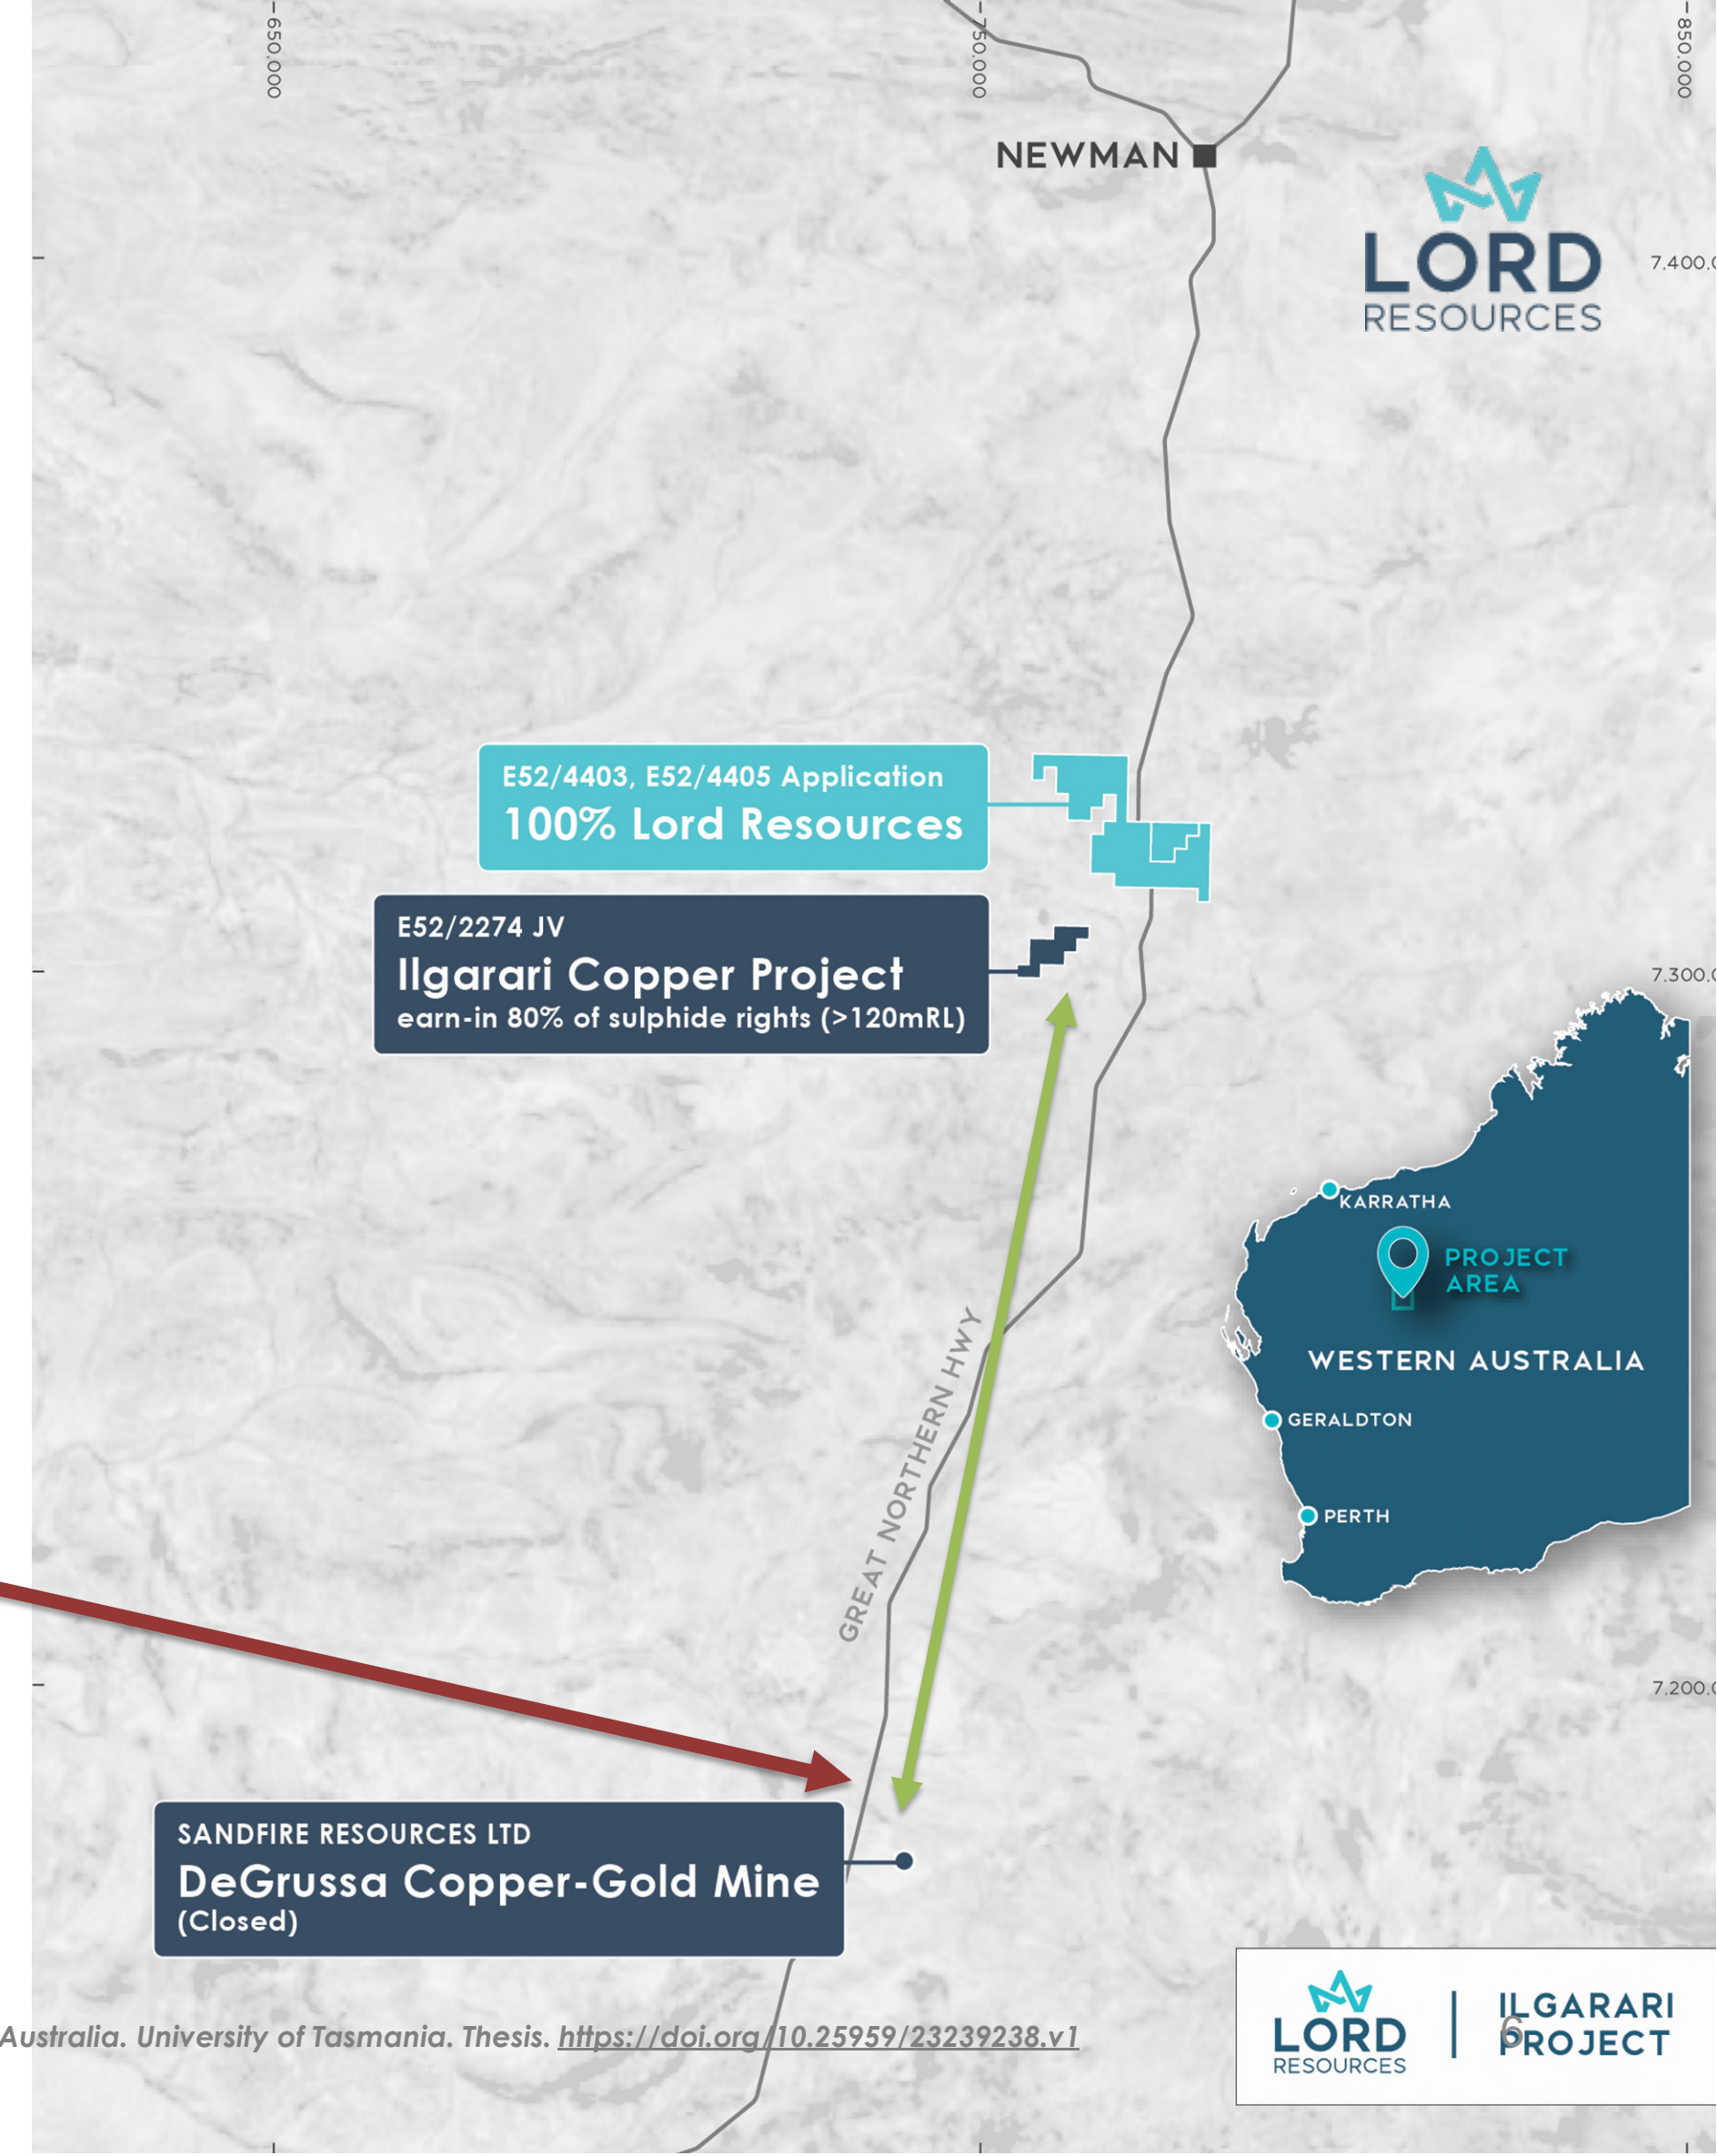 650.000
750.000
850.000
NEWMAN
LORD
RESOURCES
7.400.0
E52/4403, E52/4405 Application
100% Lord Resources
E52/2274 JV
Ilgarari Copper Project
earn-in 80% of sulphide rights (>120mRL)
7.300.0
KARRATHA
PROJECT
AREA
WESTERN AUSTRALIA
GERALDTON
PERTH
GREAT NORTHERN HWY
7.200.0
SANDFIRE RESOURCES LTD
DeGrussa Copper-Gold Mine
(Closed)
Australia. University of Tasmania. Thesis. https://doi.org/10.25959/23239238.v1
LORD
RESOURCES
ILGARARI
PROJECT
6